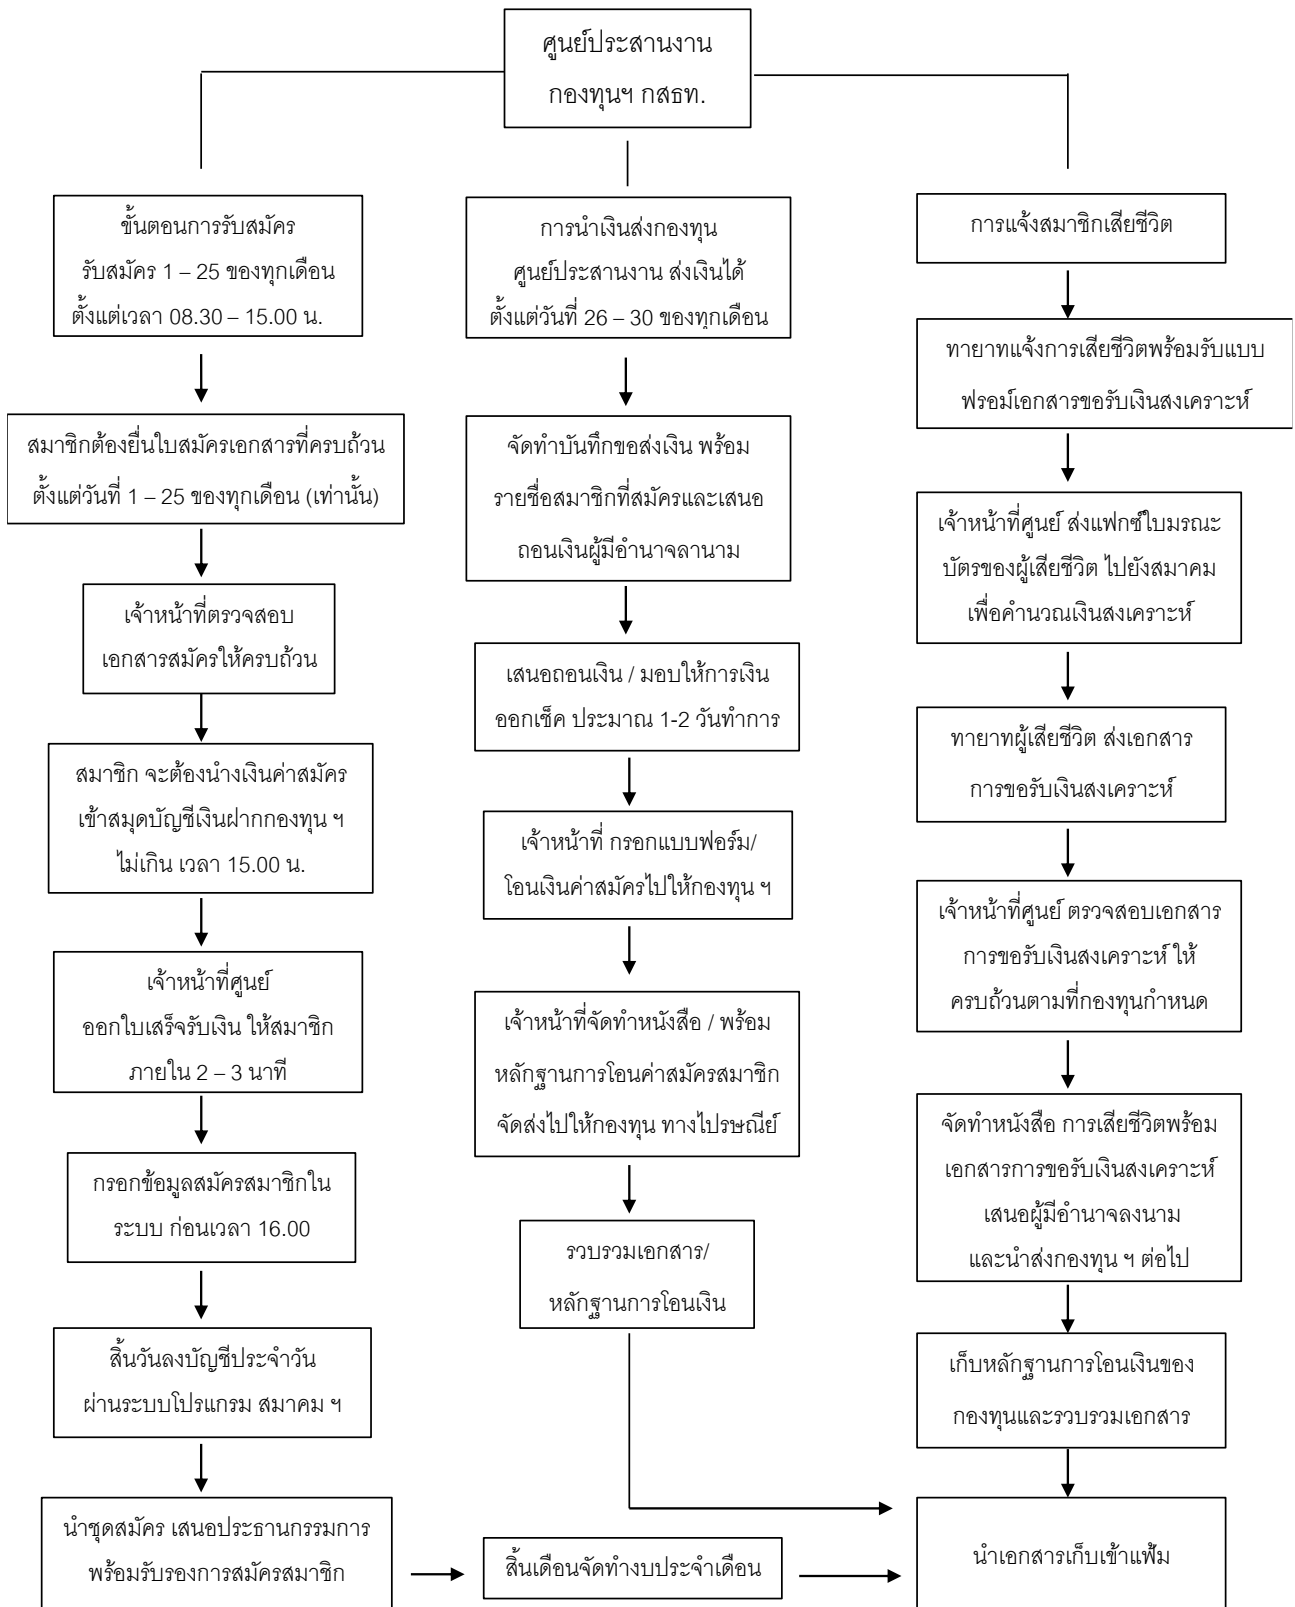 ศูนย์ประสานงาน
กองทุนฯ กสธท.
ขั้นตอนการรับสมัคร
รับสมัคร 1 – 25 ของทุกเดือน
ตั้งแต่เวลา 08.30 – 15.00 น.
สมาชิกต้องยื่นใบสมัครเอกสารที่ครบถ้วน
ตั้งแต่วันที่ 1 – 25 ของทุกเดือน (เท่านั้น)
เจ้าหน้าที่ตรวจสอบ
เอกสารสมัครให้ครบถ้วน
สมาชิก จะต้องนำางเงินค่าสมัคร
เข้าสมุดบัญชีเงินฝากกองทุน ฯ
ไม่เกิน เวลา 15.00 น.
เจ้าหน้าที่ศูนย์
ออกใบเสร็จรับเงิน ให้สมาชิก
ภายใน 2 – 3 นาที
กรอกข้อมูลสมัครสมาชิกใน
ระบบ ก่อนเวลา 16.00
สิ้นวันลงบัญชีประจำวัน
ผ่านระบบโปรแกรม สมาคม ฯ
นำชุดสมัคร เสนอประธานกรรมการ
พร้อมรับรองการสมัครสมาชิก
การนำเงินส่งกองทุน
ศูนย์ประสานงาน ส่งเงินได้
ตั้งแต่วันที่ 26 – 30 ของทุกเดือน
จัดทำบันทึกขอส่งเงิน พร้อม
รายชื่อสมาชิกที่สมัครและเสนอ
ถอนเงินผู้มีอำนาจลานาม
เสนอถอนเงิน / มอบให้การเงิน
ออกเช็ค ประมาณ 1-2 วันทำการ
เจ้าหน้าที่ กรอกแบบฟอร์ม/
โอนเงินค่าสมัครไปให้กองทุน ฯ
เจ้าหน้าที่จัดทำหนังสือ / พร้อม
หลักฐานการโอนค่าสมัครสมาชิก
จัดส่งไปให้กองทุน ทางไปรษณีย์
รวบรวมเอกสาร/
หลักฐานการโอนเงิน
สิ้นเดือนจัดทำงบประจำเดือน
การแจ้งสมาชิกเสียชีวิต
ทายาทแจ้งการเสียชีวิตพร้อมรับแบบ
ฟรอม์เอกสารขอรับเงินสงเคราะห์
เจ้าหน้าที่ศูนย์ ส่งแฟกซ์ใบมรณะ
บัตรของผู้เสียชีวิต ไปยังสมาคม
เพื่อคำนวณเงินสงเคราะห์
ทายาทผู้เสียชีวิต ส่งเอกสาร
การขอรับเงินสงเคราะห์
เจ้าหน้าที่ศูนย์ ตรวจสอบเอกสาร
การขอรับเงินสงเคราะห์ ให้
ครบถ้วนตามที่กองทุนกำหนด
จัดทำหนังสือ การเสียชีวิตพร้อม
เอกสารการขอรับเงินสงเคราะห์
เสนอผู้มีอำนาจลงนาม
และนำส่งกองทุน ฯ ต่อไป
เก็บหลักฐานการโอนเงินของ
กองทุนและรวบรวมเอกสาร
นำเอกสารเก็บเข้าแฟ้ม